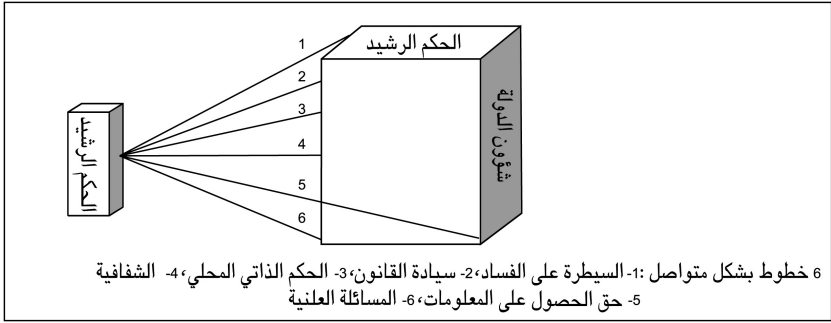 الحكم الرشيد
شؤون الدولة
الحكم الرشيد
1
2
3
4
5
6
6 خطوط بشكل متواصل :1- السيطرة على الفساد،2- سيادة القانون،3- الحكم الذاتي المحلي،4- الشفافية
5- حق الحصول على المعلومات،6- المسائلة العلنية